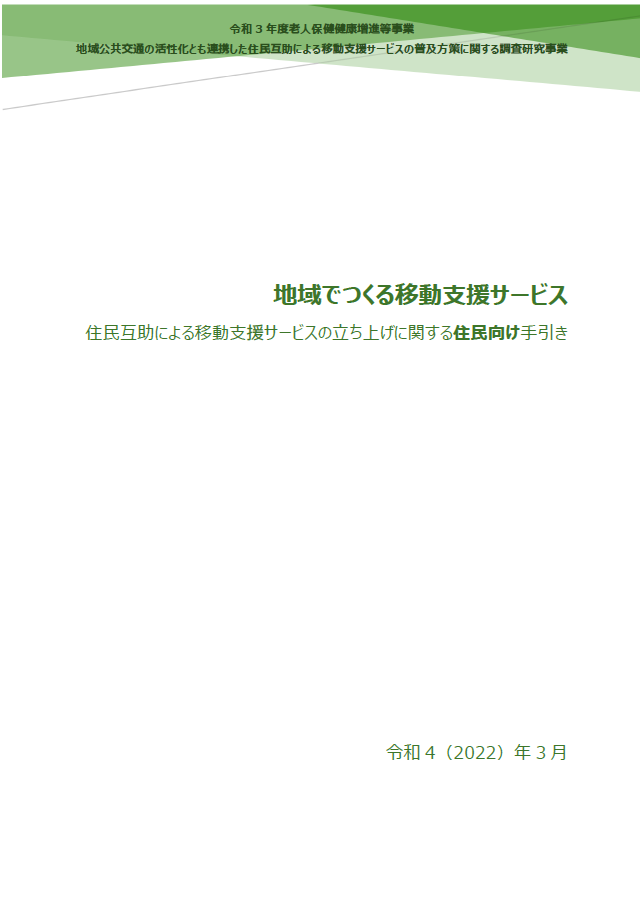 令和３年度老人保健健康増進等事業
地域公共交通の活性化とも連携した住民互助による移動支援サービスの普及方策に関する調査研究事業
地域でつくる移動支援サービス
住民互助による移動支援サービスの立ち上げに関する住民向け手引き
令和４（2022）年３月